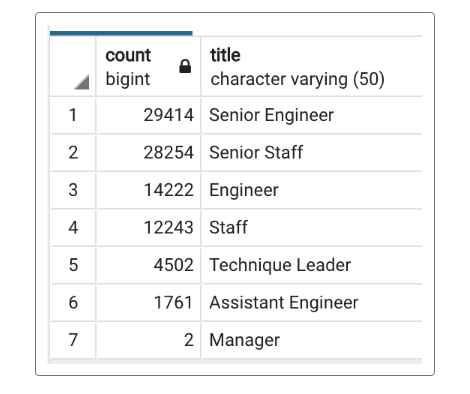 count title
bigint character varying (50)
1 29414 Senior Engineer
2 28254 Senior Staff
3 14222 Engineer
4 12243 Staff
5 4502 Technique Leader
6 1761 Assistant Engineer
7 2 Manager